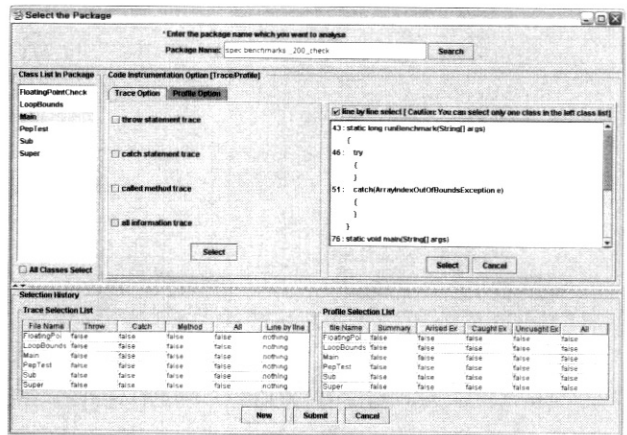 Select the Package
* Enter the package name which you want to analyse
Package Name: spec.benchmarks._200_check Search
Class List In Package
FloatingPointCheck
LoopBounds
Main
PepTest
Sub
Super
All Classes Select
Code Instrumentation Option [Trace/Profile]
Trace Option Profile Option
throw statement trace
catch statement trace
called method trace
all information trace
Select
line by line select [ Caution: You can select only one class in the left class list]
43 : static long runBenchmark(String[] args)
{
46 : try
{
}
51 : catch(ArrayIndexOutOfBoundsException e)
{
}
}
76 : static void main(String[] args)
Select Cancel
Selection History
Trace Selection List
File Name Throw Catch Method All Line by line
FloatingPoi false false false false nothing
LoopBounds false false false false nothing
Main false false false false nothing
PepTest false false false false nothing
Sub false false false false nothing
Super false false false false nothing
Profile Selection List
file Name Summary Arised Ex Caught Ex Uncaught Ex All
FloatingPoi false false false false false
LoopBounds false false false false false
Main false false false false false
PepTest false false false false false
Sub false false false false false
Super false false false false false
New Submit Cancel